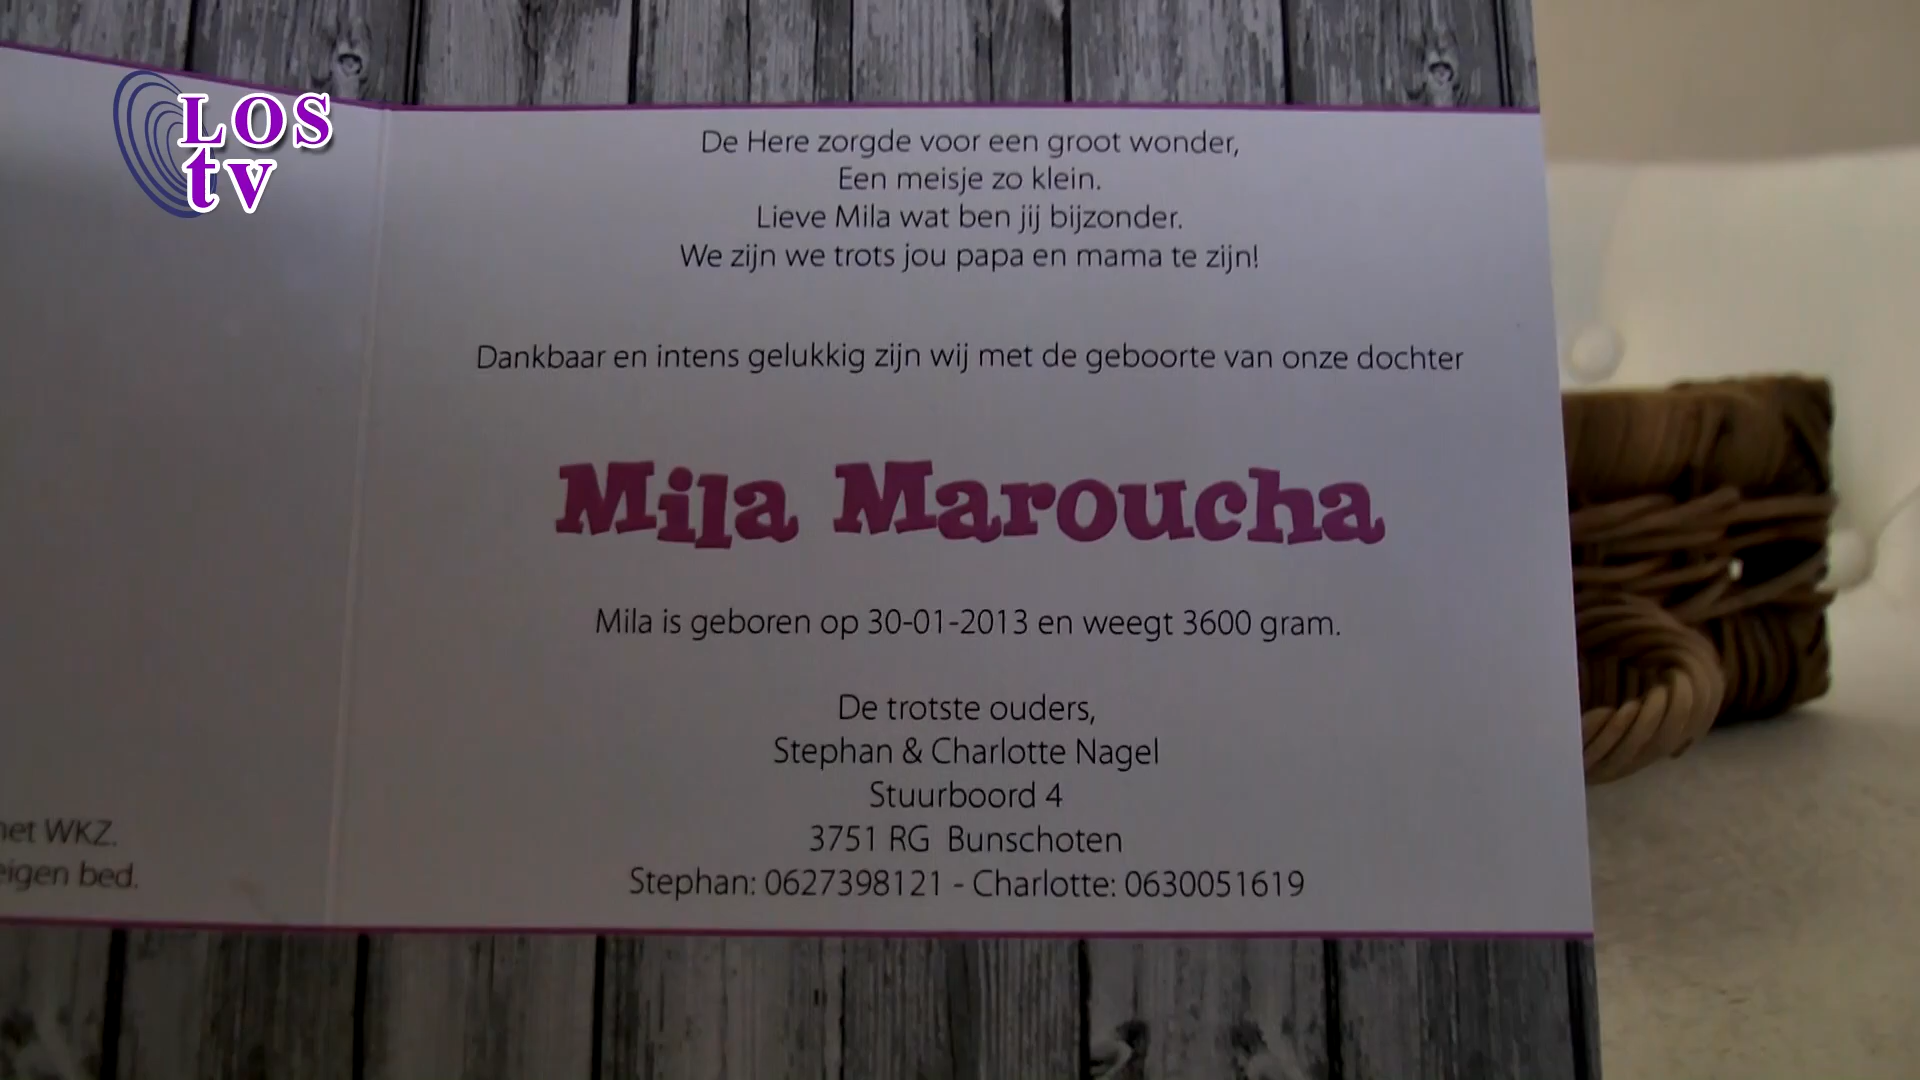 LOS
tv
De Here zorgde voor een groot wonder,
Een meisje zo klein.
Lieve Mila wat ben jij bijzonder.
We zijn we trots jou papa en mama te zijn!
Dankbaar en intens gelukkig zijn wij met de geboorte van onze dochter
Mila Maroucha
Mila is geboren op 30-01-2013 en weegt 3600 gram.
De trotste ouders,
Stephan & Charlotte Nagel
Stuurboord 4
3751 RG Bunschoten
Stephan: 0627398121 - Charlotte: 0630051619
WKZ.
eigen bed.